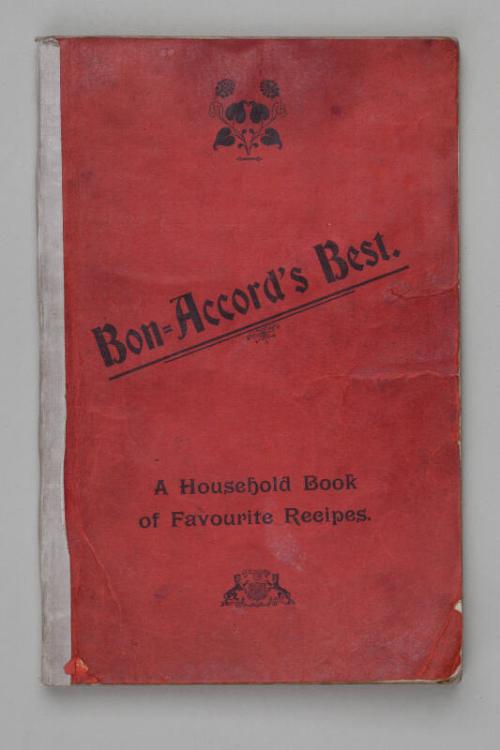 Bon=Accord's Best.
A Household Book
of Favourite Recipes.